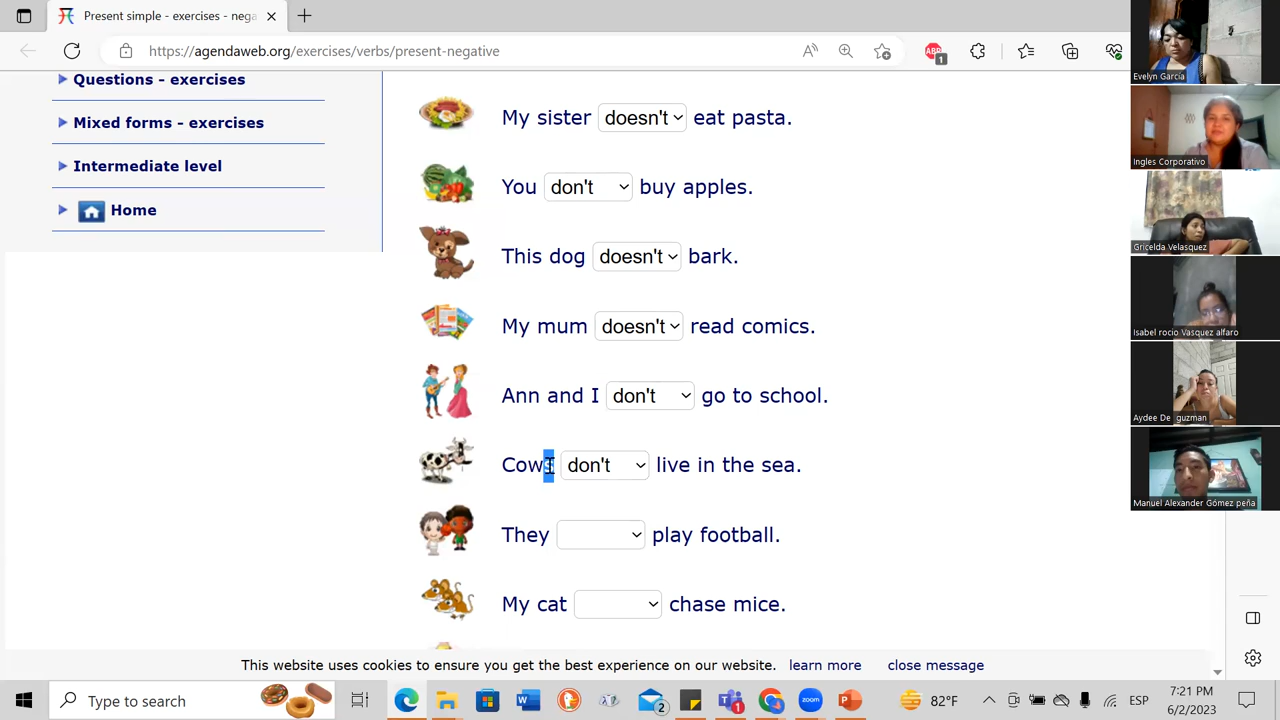 Present simple - exercises - nega
https://agendaweb.org/exercises/verbs/present-negative
Questions - exercises
Mixed forms - exercises
Intermediate level
Home
My sister doesn't eat pasta.
You don't buy apples.
This dog doesn't bark.
My mum doesn't read comics.
Ann and I don't go to school.
Cows don't live in the sea.
They play football.
My cat chase mice.
This website uses cookies to ensure you get the best experience on our website. learn more close message
Evelyn García
Ingles Corporativo
Gricelda Velasquez
Isabel rocio Vasquez alfaro
Aydee De guzman
Manuel Alexander Gómez peña
Type to search
82°F
ESP
7:21 PM
6/2/2023